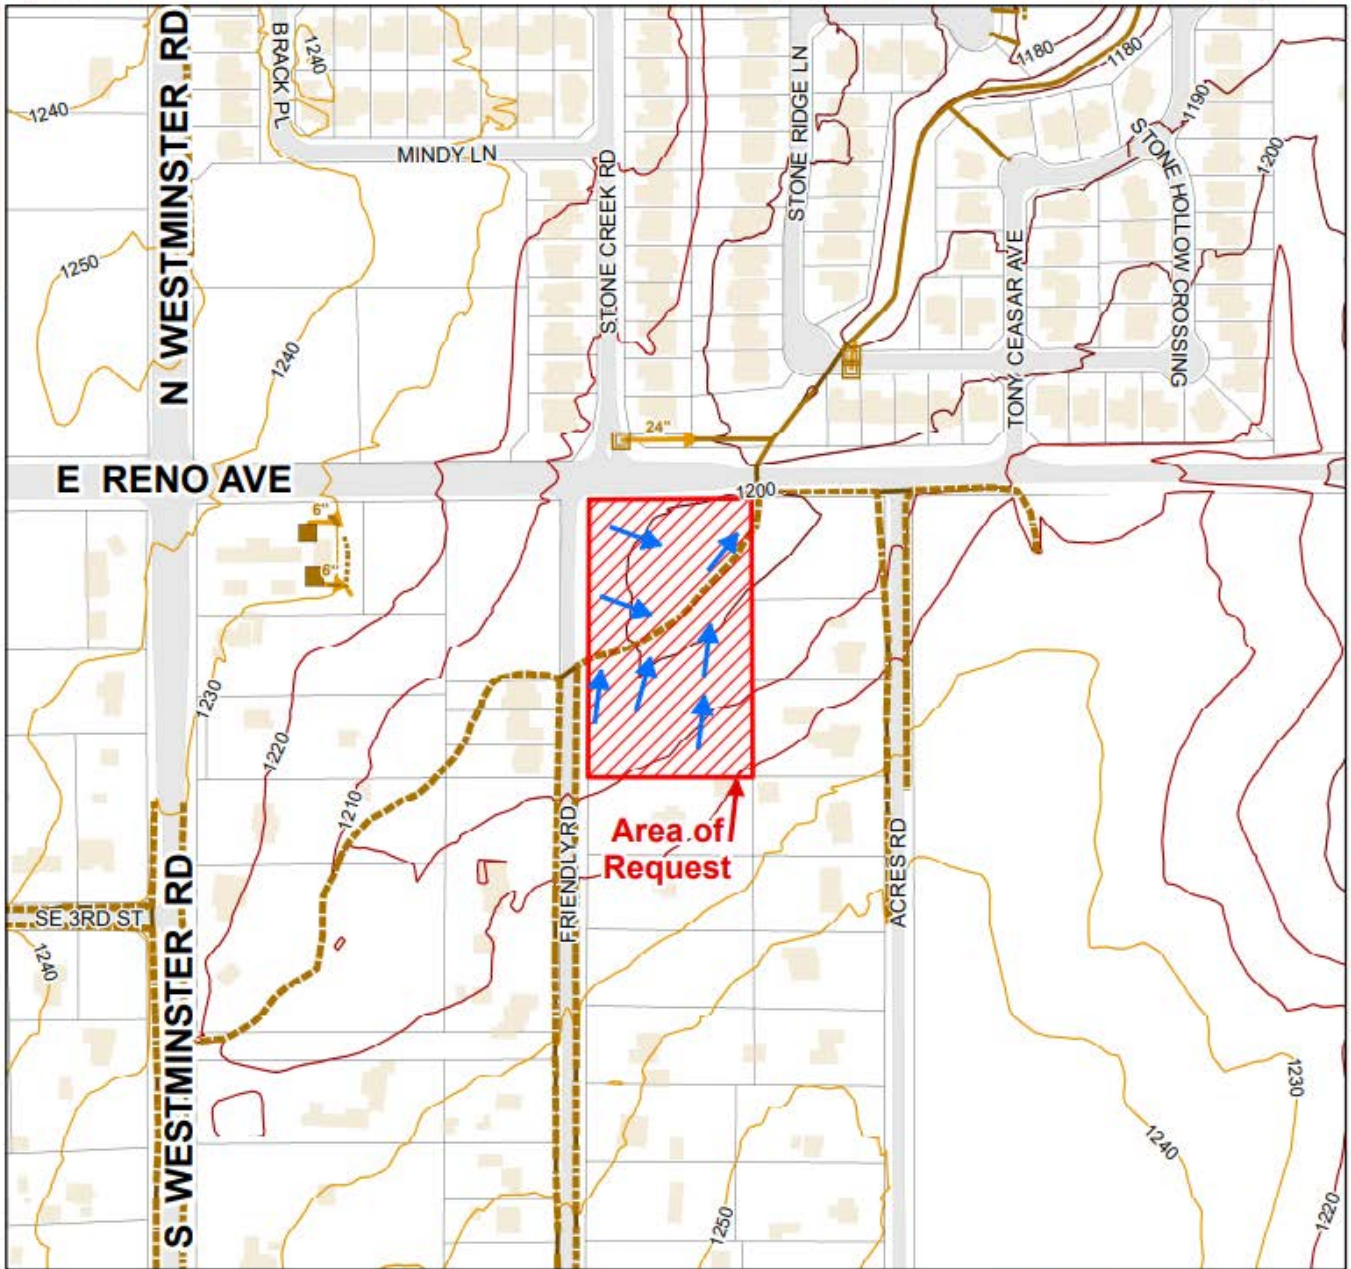 N WESTMINSTER RD
BRACK PL
1240
1240
MINDY LN
STONE CREEK RD
STONE RIDGE LN
1180
1180
1190
STONE HOLLOW CROSSING
1200
TONY CEASAR AVE
1250
1240
24"
E RENO AVE
1200
6"
6"
1230
1220
1210
Area of
Request
FRIENDLY RD
ACRES RD
SE 3RD ST
1240
S WESTMINSTER RD
1230
1240
1250
1220